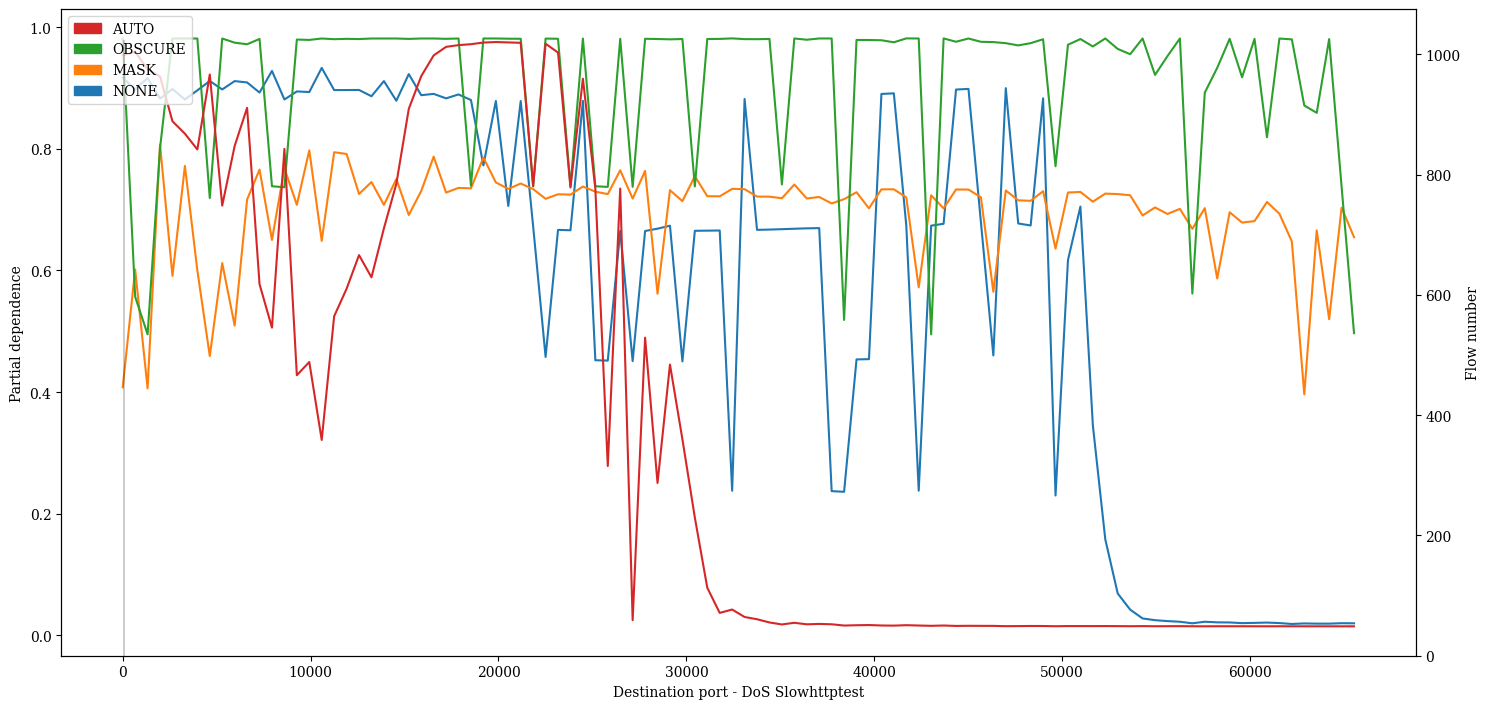 AUTO
OBSCURE
MASK
NONE
1.0
0.8
0.6
0.4
0.2
0.0
Partial dependence
1000
800
600
400
200
0
Flow number
0 10000 20000 30000 40000 50000 60000
Destination port - DoS Slowhttptest